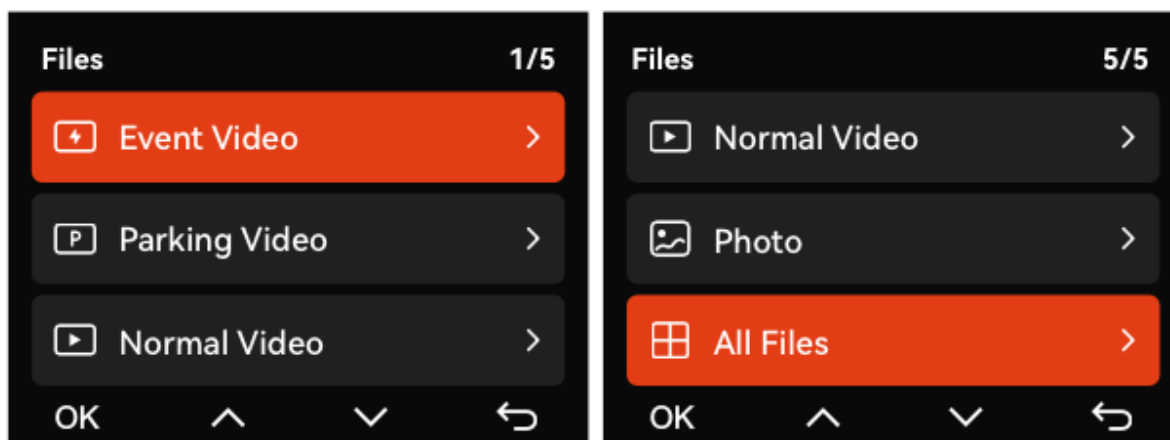 Files 1/5
Event Video
P Parking Video
Normal Video
OK
Files 5/5
Normal Video
Photo
All Files
OK